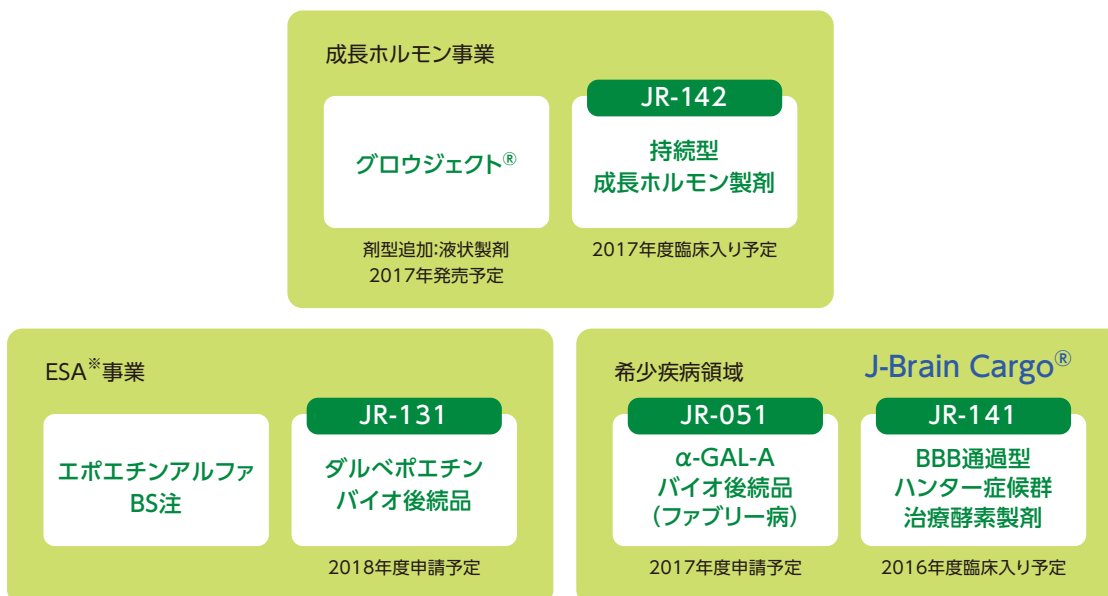 成長ホルモン事業
グロウジェクト®
剤型追加:液状製剤
2017年発売予定
JR-142
持続型
成長ホルモン製剤
2017年度臨床入り予定
ESA※事業
エポエチンアルファ
BS注
JR-131
ダルベポエチン
バイオ後続品
2018年度申請予定
希少疾病領域
J-Brain Cargo®
JR-051
α-GAL-A
バイオ後続品
(ファブリー病)
2017年度申請予定
JR-141
BBB通過型
ハンター症候群
治療酵素製剤
2016年度臨床入り予定